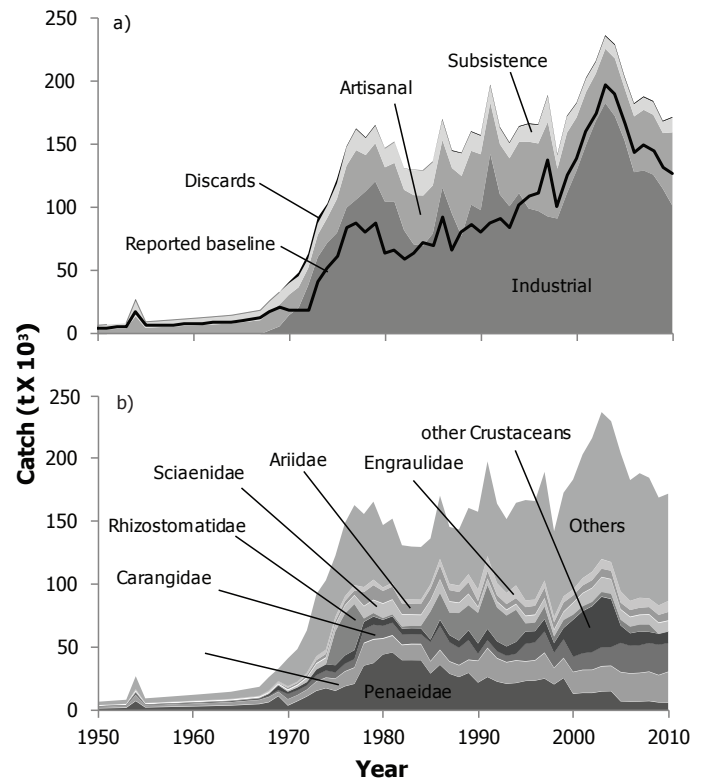 250
a)
200
Subsistence
Artisanal
150
Discards
100
Reported baseline
50
Industrial
0
Catch (t X 10³)
250
b)
other Crustaceans
200
Ariidae
Engraulidae
Sciaenidae
150
Others
Rhizostomatidae
100
Carangidae
50
Penaeidae
0
1950 1960 1970 1980 1990 2000 2010
Year